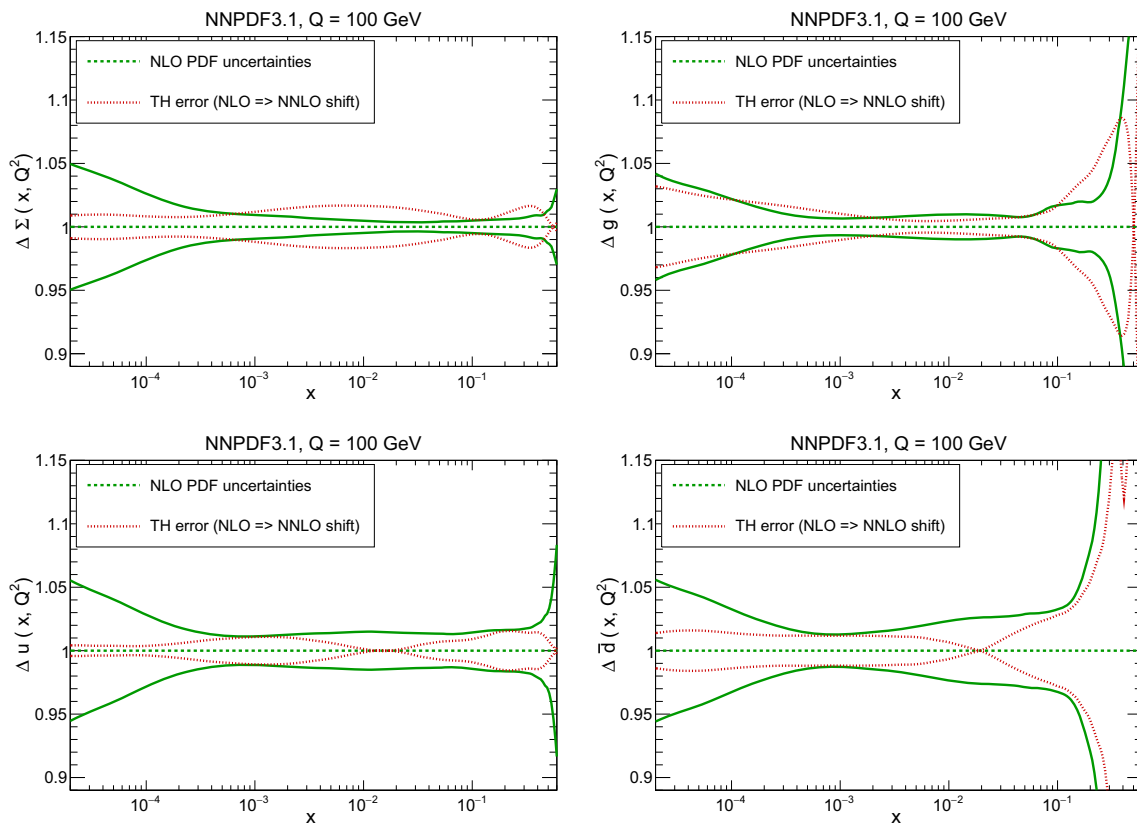 NNPDF3.1, Q = 100 GeV
1.15
NLO PDF uncertainties
1.1
TH error (NLO => NNLO shift)
1.05
1
0.95
0.9
Δ Σ ( x, Q²)
10⁻⁴ 10⁻³ 10⁻² 10⁻¹
x
NNPDF3.1, Q = 100 GeV
1.15
NLO PDF uncertainties
1.1
TH error (NLO => NNLO shift)
1.05
1
0.95
0.9
Δ g ( x, Q²)
10⁻⁴ 10⁻³ 10⁻² 10⁻¹
x
NNPDF3.1, Q = 100 GeV
1.15
NLO PDF uncertainties
1.1
TH error (NLO => NNLO shift)
1.05
1
0.95
0.9
Δ u ( x, Q²)
10⁻⁴ 10⁻³ 10⁻² 10⁻¹
x
NNPDF3.1, Q = 100 GeV
1.15
NLO PDF uncertainties
1.1
TH error (NLO => NNLO shift)
1.05
1
0.95
0.9
Δ d̅ ( x, Q²)
10⁻⁴ 10⁻³ 10⁻² 10⁻¹
x